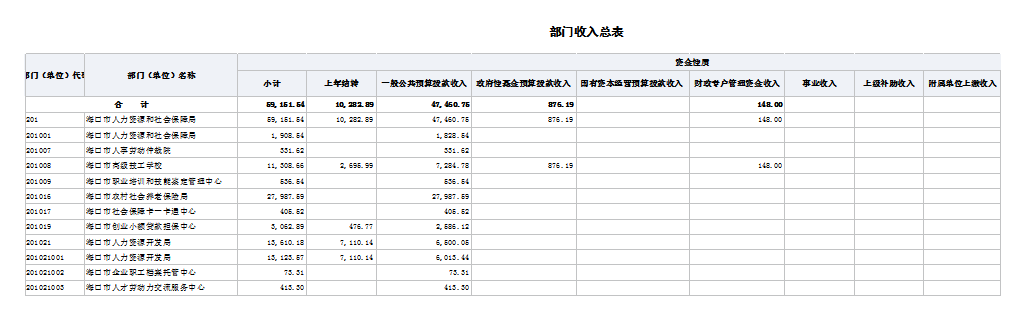 部门收入总表
部门（单位）代码 部门（单位）名称 资金性质
小计 上年结转 一般公共预算拨款收入 政府性基金预算拨款收入 国有资本经营预算拨款收入 财政专户管理资金收入 事业收入 上级补助收入 附属单位上缴收入
合 计 59,151.54 10,282.89 47,460.75 876.19 148.00
201 海口市人力资源和社会保障局 59,151.54 10,282.89 47,460.75 876.19 148.00
201001 海口市人力资源和社会保障局 1,908.54 1,828.54
201007 海口市人事劳动仲裁院 331.62 331.62
201008 海口市高级技工学校 11,308.66 2,695.99 7,284.78 876.19 148.00
201009 海口市职业培训和技能鉴定管理中心 536.54 536.54
201016 海口市农村社会养老保险局 27,987.59 27,987.59
201017 海口市社会保障卡一卡通中心 405.52 405.52
201019 海口市创业小额贷款担保中心 3,062.89 476.77 2,586.12
201021 海口市人力资源开发局 13,610.18 7,110.14 6,500.05
201021001 海口市人力资源开发局 13,123.57 7,110.14 6,013.44
201021002 海口市企业职工档案托管中心 73.31 73.31
201021003 海口市人才劳动力交流服务中心 413.30 413.30